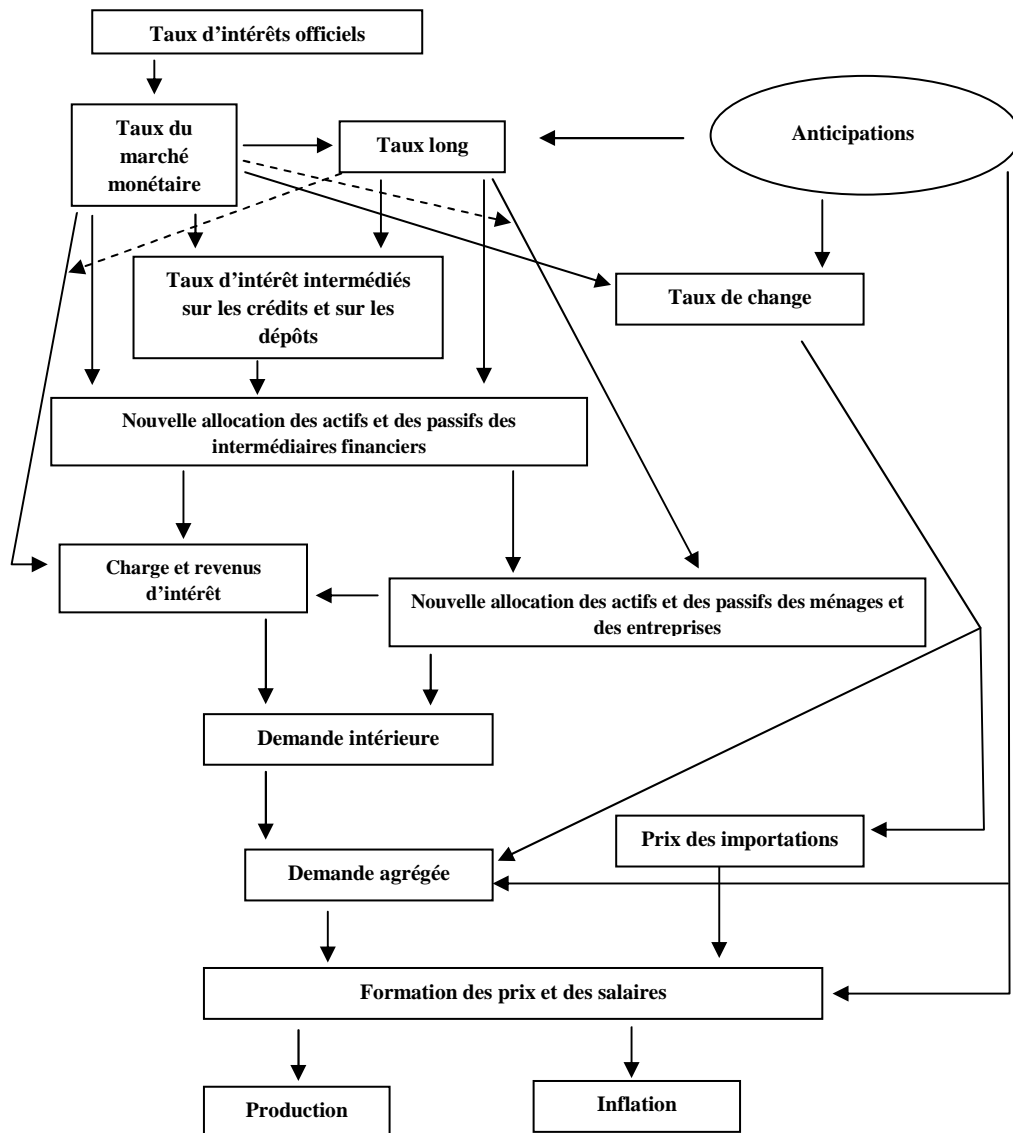 Taux d’intérêts officiels
Taux du
marché
monétaire
Taux long
Anticipations
Taux d’intérêt intermédiés
sur les crédits et sur les
dépôts
Taux de change
Nouvelle allocation des actifs et des passifs des
intermédiaires financiers
Charge et revenus
d’intérêt
Nouvelle allocation des actifs et des passifs des ménages et
des entreprises
Demande intérieure
Prix des importations
Demande agrégée
Formation des prix et des salaires
Production
Inflation